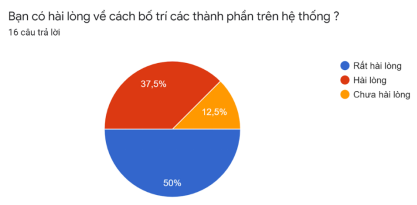 Bạn có hài lòng về cách bố trí các thành phần trên hệ thống ?
16 câu trả lời
Rất hài lòng
Hài lòng
Chưa hài lòng
37,5%
12,5%
50%